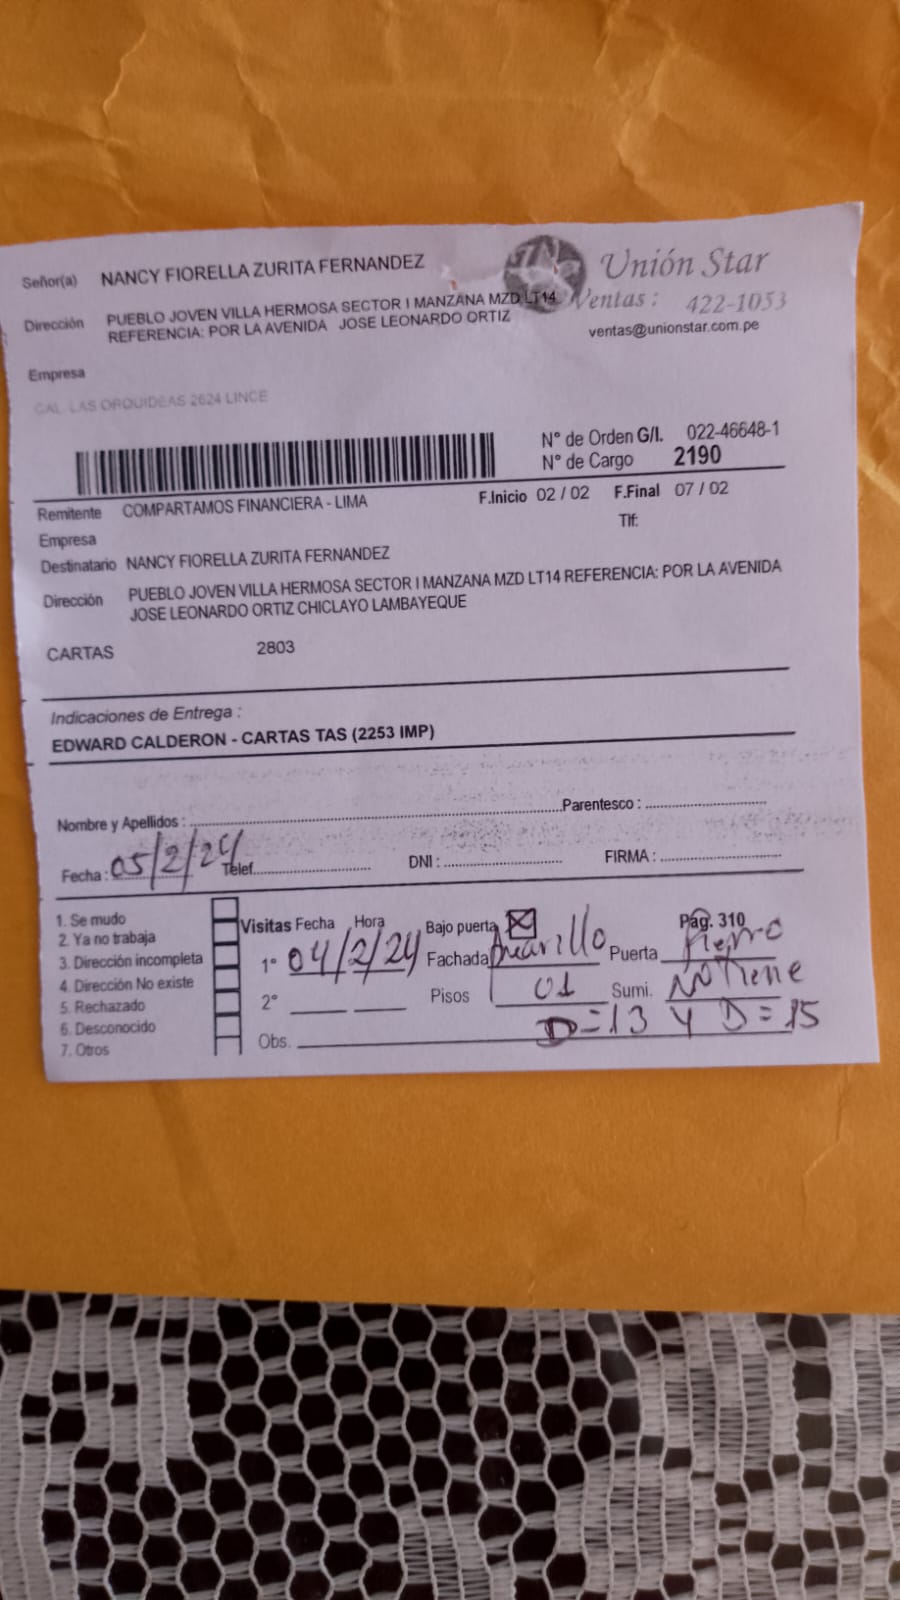 Señor(a) NANCY FIORELLA ZURITA FERNANDEZ
Unión Star
Dirección PUEBLO JOVEN VILLA HERMOSA SECTOR I MANZANA MZD LT14
REFERENCIA: POR LA AVENIDA JOSE LEONARDO ORTIZ
Ventas : 422-1053
ventas@unionstar.com.pe
Empresa
CAL. LAS ORQUIDEAS 2624 LINCE
N° de Orden G/I. 022-46648-1
N° de Cargo 2190
Remitente COMPARTAMOS FINANCIERA - LIMA
F.Inicio 02 / 02 F.Final 07 / 02
Empresa
Tlf:
Destinatario NANCY FIORELLA ZURITA FERNANDEZ
Dirección PUEBLO JOVEN VILLA HERMOSA SECTOR I MANZANA MZD LT14 REFERENCIA: POR LA AVENIDA
JOSE LEONARDO ORTIZ CHICLAYO LAMBAYEQUE
CARTAS 2803
Indicaciones de Entrega :
EDWARD CALDERON - CARTAS TAS (2253 IMP)
Nombre y Apellidos : Parentesco :
Fecha : 05/2/24 Telef. DNI : FIRMA :
1. Se mudo
2. Ya no trabaja
3. Dirección incompleta
4. Dirección No existe
5. Rechazado
6. Desconocido
7. Otros
Visitas Fecha Hora Bajo puerta Pág. 310
1° 04/2/24 Fachada Amarillo Puerta Fierro
2° Pisos 01 Sumi. NO Tiene
Obs. D=13 Y D=15